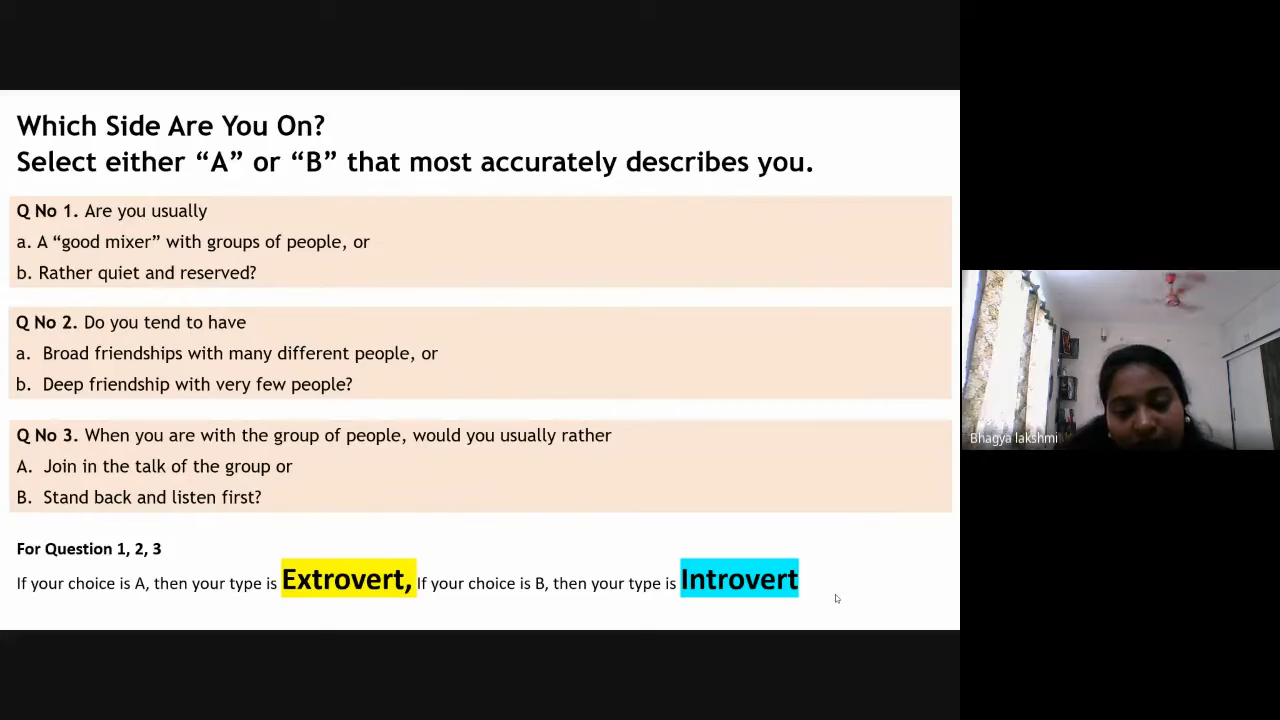 Which Side Are You On?
Select either “A” or “B” that most accurately describes you.
Q No 1. Are you usually
a. A “good mixer” with groups of people, or
b. Rather quiet and reserved?
Q No 2. Do you tend to have
a. Broad friendships with many different people, or
b. Deep friendship with very few people?
Q No 3. When you are with the group of people, would you usually rather
A. Join in the talk of the group or
B. Stand back and listen first?
For Question 1, 2, 3
If your choice is A, then your type is Extrovert, If your choice is B, then your type is Introvert
Bhagya lakshmi